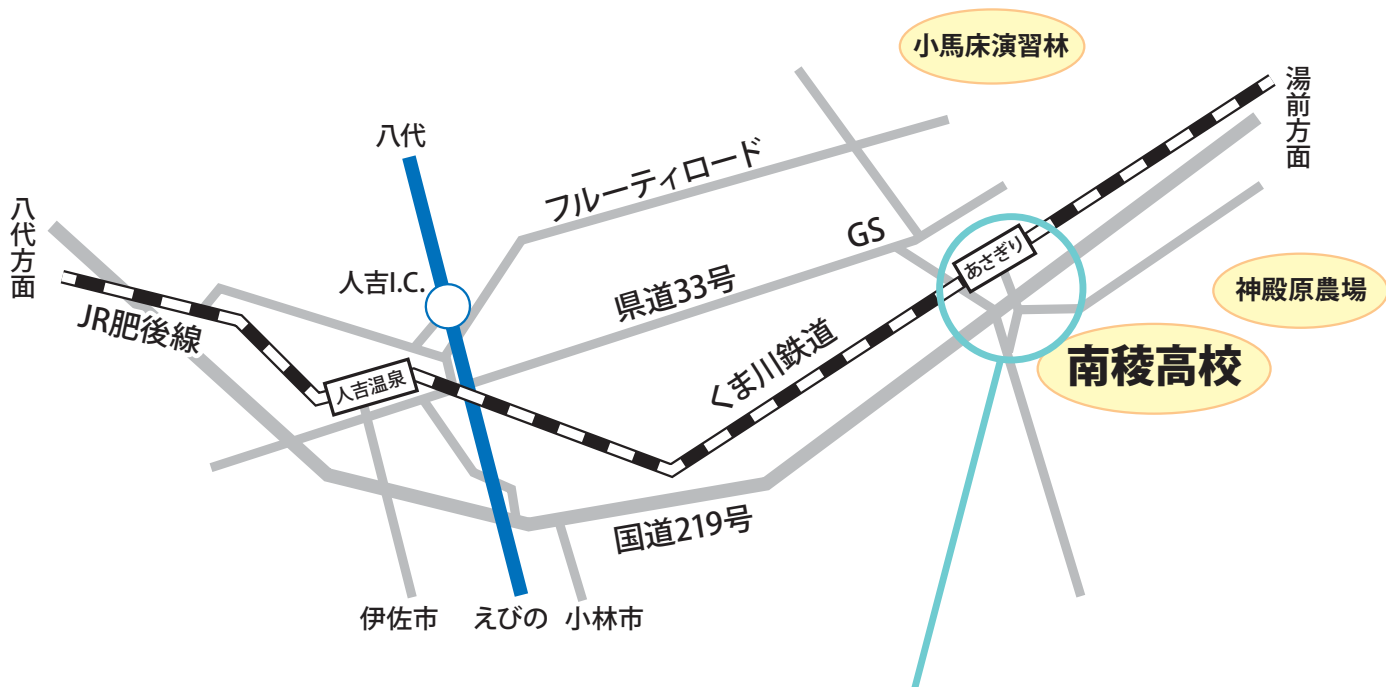 小馬床演習林
湯前方面
八代
フルーティロード
八代方面
GS
あさぎり
人吉I.C.
県道33号
神殿原農場
JR肥後線
くま川鉄道
南稜高校
人吉温泉
国道219号
伊佐市
えびの
小林市